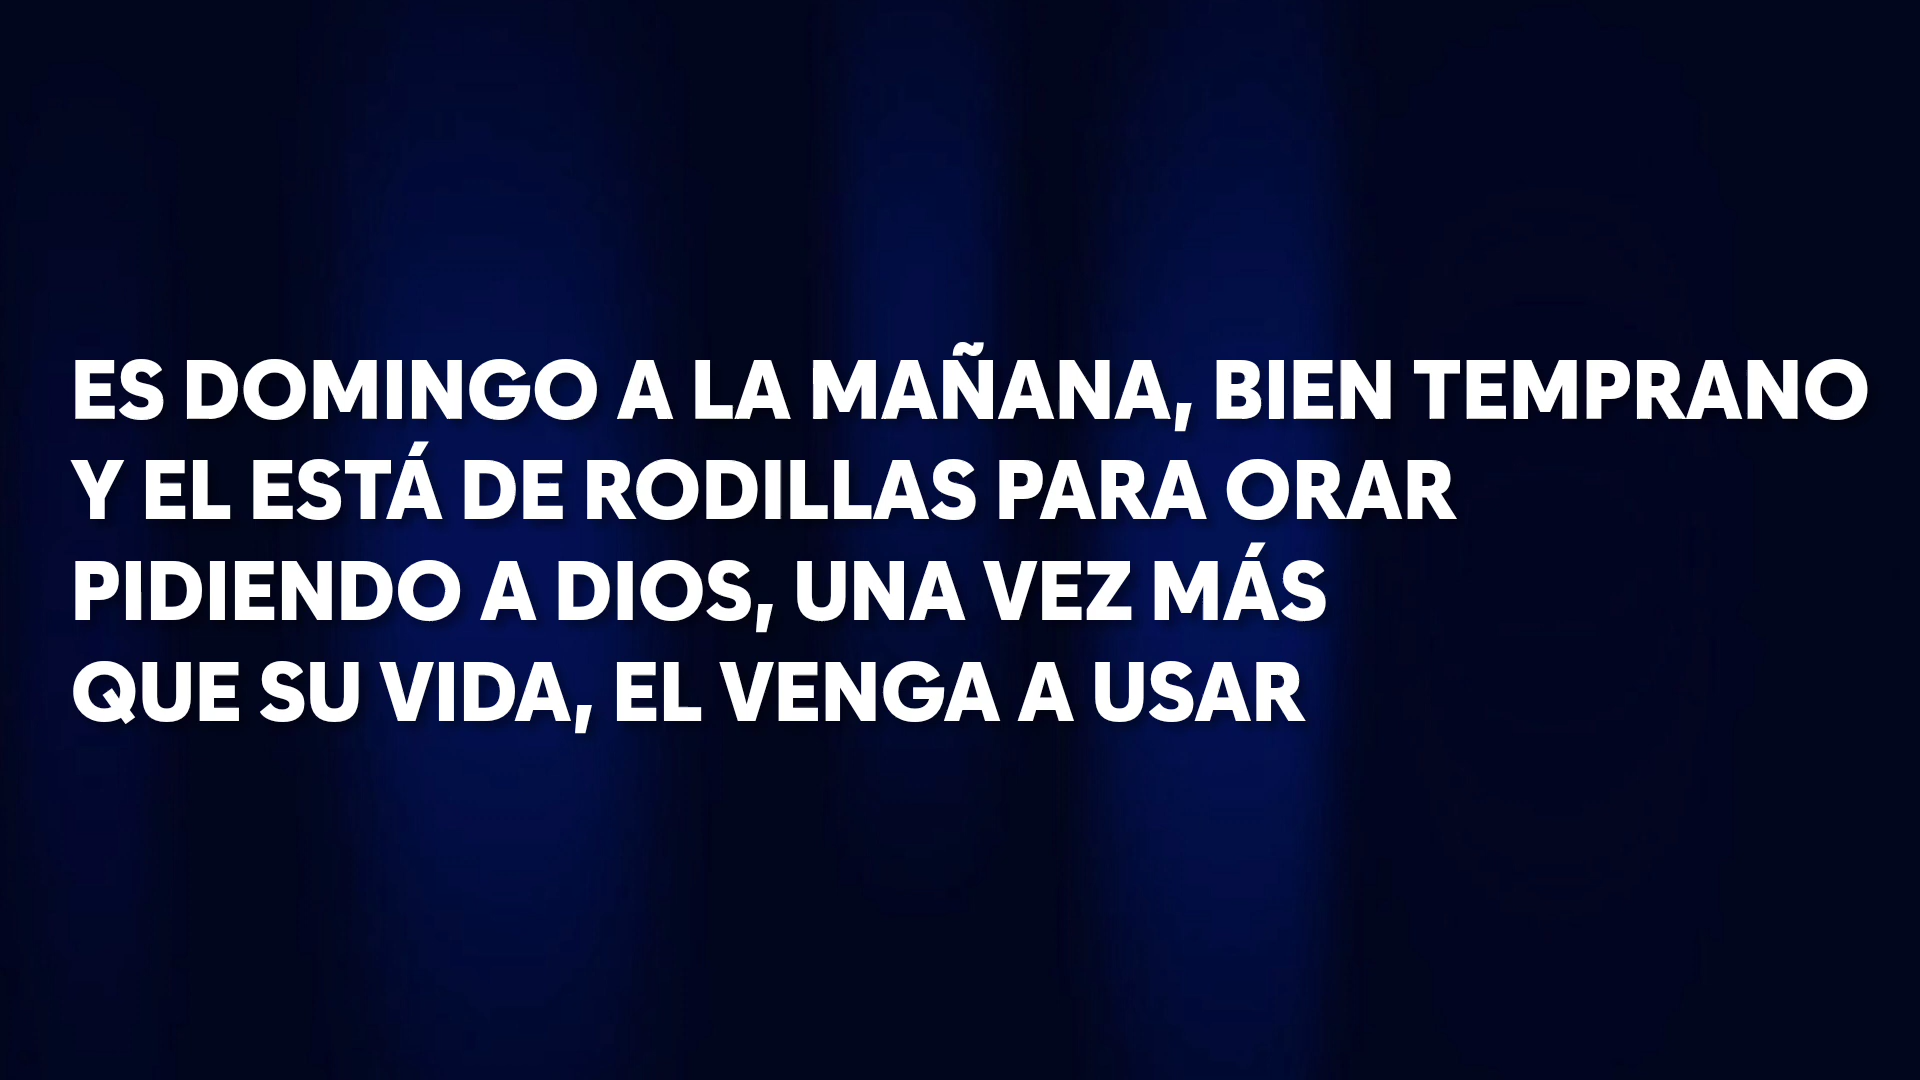 ES DOMINGO A LA MAÑANA, BIEN TEMPRANO
Y EL ESTÁ DE RODILLAS PARA ORAR
PIDIENDO A DIOS, UNA VEZ MÁS
QUE SU VIDA, EL VENGA A USAR